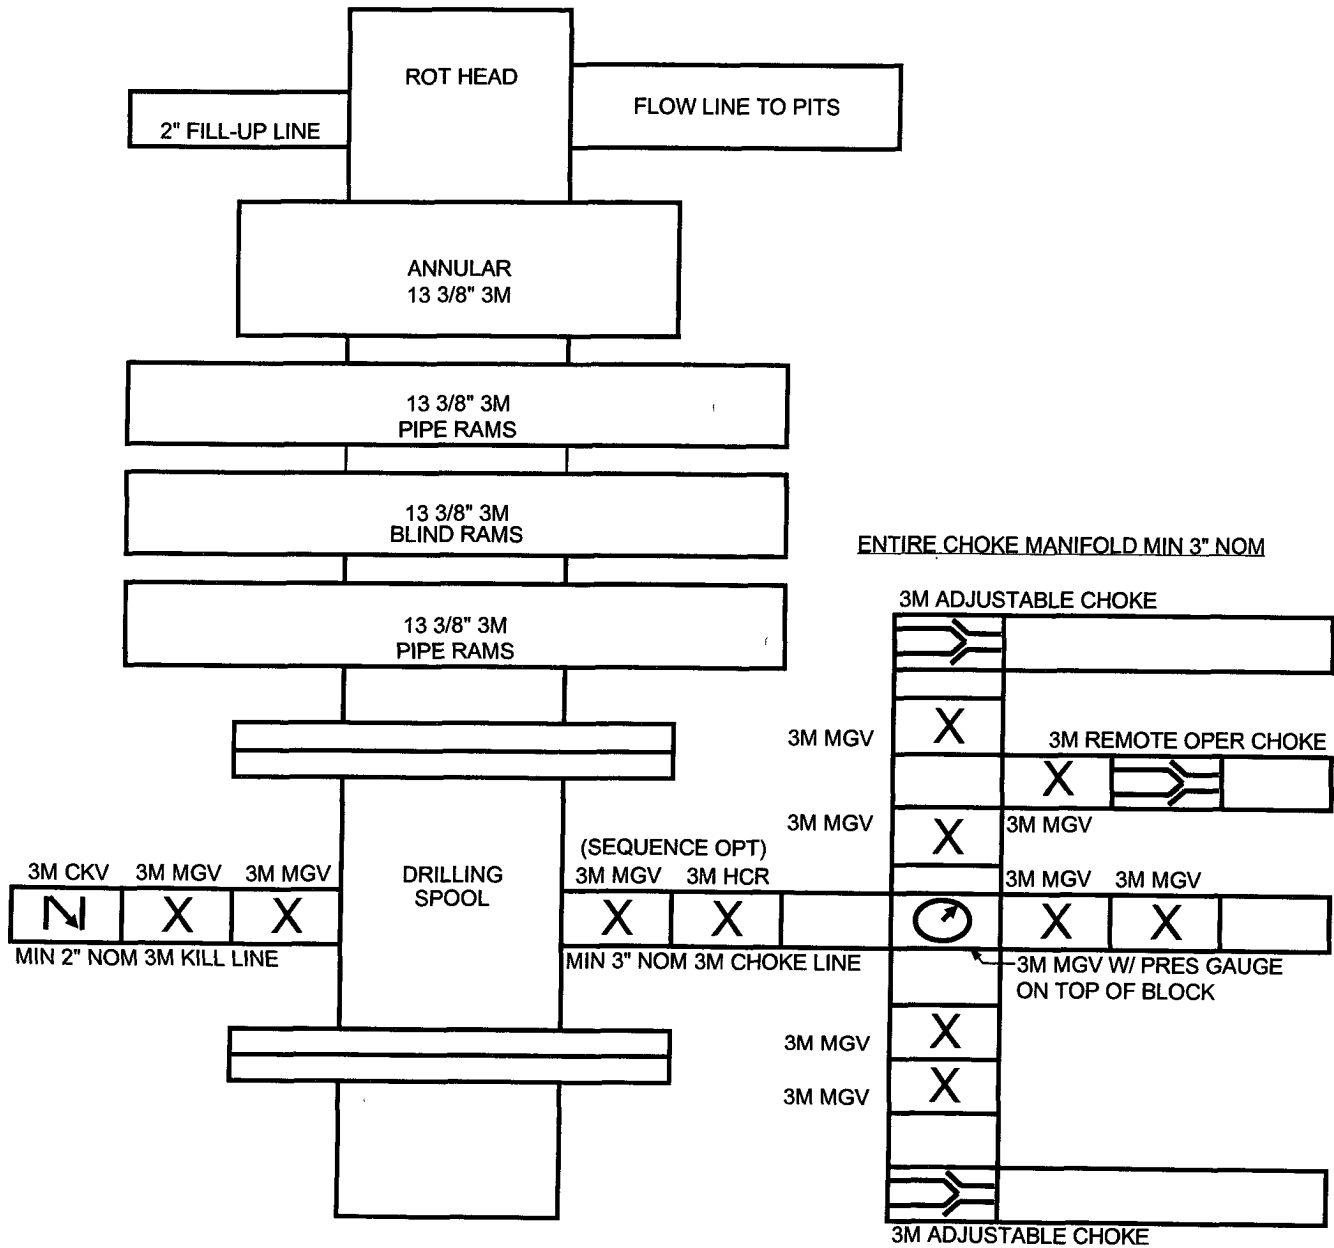 ROT HEAD
FLOW LINE TO PITS
2" FILL-UP LINE
ANNULAR
13 3/8" 3M
13 3/8" 3M
PIPE RAMS
13 3/8" 3M
BLIND RAMS
ENTIRE CHOKE MANIFOLD MIN 3" NOM
13 3/8" 3M
PIPE RAMS
3M ADJUSTABLE CHOKE
3M MGV
X
3M REMOTE OPER CHOKE
X
3M MGV
X
3M MGV
(SEQUENCE OPT)
3M CKV 3M MGV 3M MGV
DRILLING
SPOOL
3M MGV 3M HCR
3M MGV 3M MGV
X X
X X
X X
MIN 2" NOM 3M KILL LINE
MIN 3" NOM 3M CHOKE LINE
3M MGV W/ PRES GAUGE
ON TOP OF BLOCK
3M MGV
X
3M MGV
X
3M ADJUSTABLE CHOKE